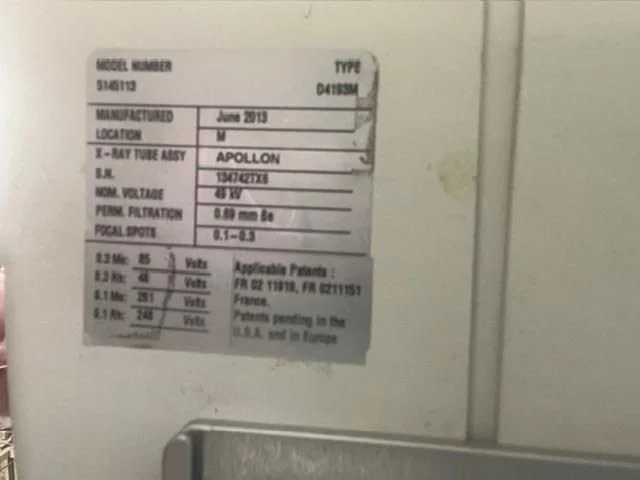 MODEL NUMBER TYPE
5145113 D4193M
MANUFACTURED June 2013
LOCATION M
X-RAY TUBE ASSY APOLLON
S.N. 134742TX6
NOM. VOLTAGE 49 kV
PERM. FILTRATION 0.69 mm Be
FOCAL SPOTS 0.1-0.3
0.3 Mo: 85 Volts
0.3 Rh: Volts
0.1 Mo: 261 Volts
0.1 Rh: 248 Volts
Applicable Patents :
FR 02 11919, FR 0211151
France.
Patents pending in the
U.S.A. and in Europe